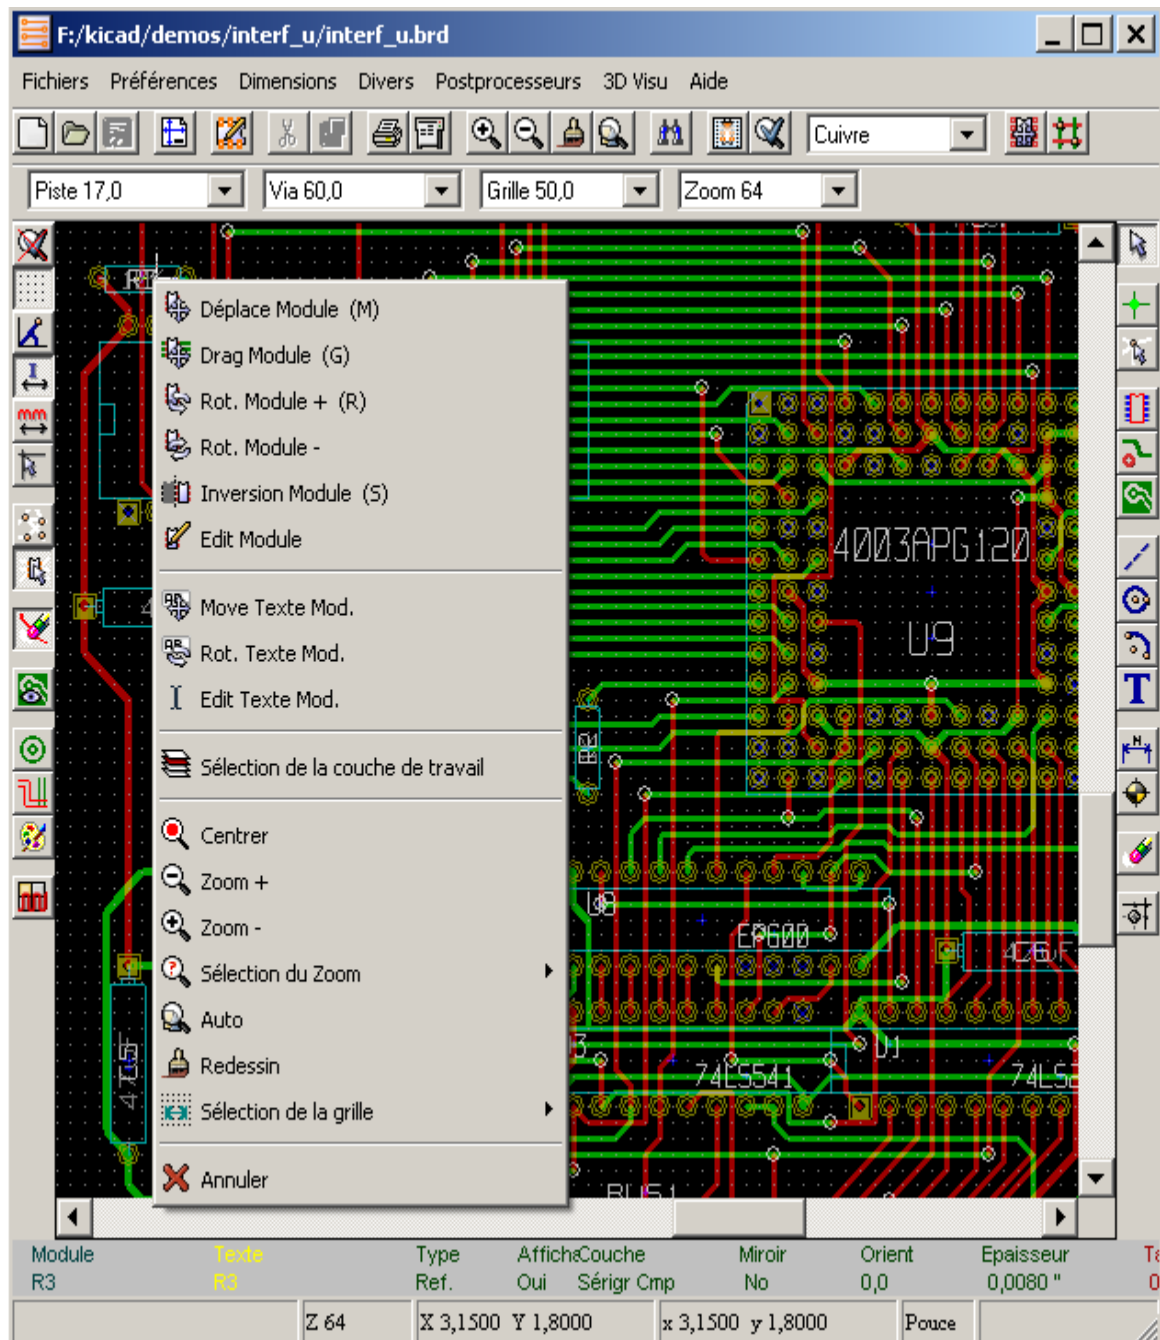 F:/kicad/demos/interf_u/interf_u.brd
Fichiers Préférences Dimensions Divers Postprocesseurs 3D Visu Aide
Cuivre
Piste 17,0 Via 60,0 Grille 50,0 Zoom 64
Déplace Module (M)
Drag Module (G)
Rot. Module + (R)
Rot. Module -
Inversion Module (S)
Edit Module
Move Texte Mod.
Rot. Texte Mod.
Edit Texte Mod.
Sélection de la couche de travail
Centrer
Zoom +
Zoom -
Sélection du Zoom
Auto
Redessin
Sélection de la grille
Annuler
4003APG120
U9
U8
EP600
U1
74LS541
BUS1
Module Texte Type Affich Couche Miroir Orient Epaisseur
R3 R3 Ref. Oui Sérigr Cmp No 0,0 0,0080 "
Z 64 X 3,1500 Y 1,8000 x 3,1500 y 1,8000 Pouce